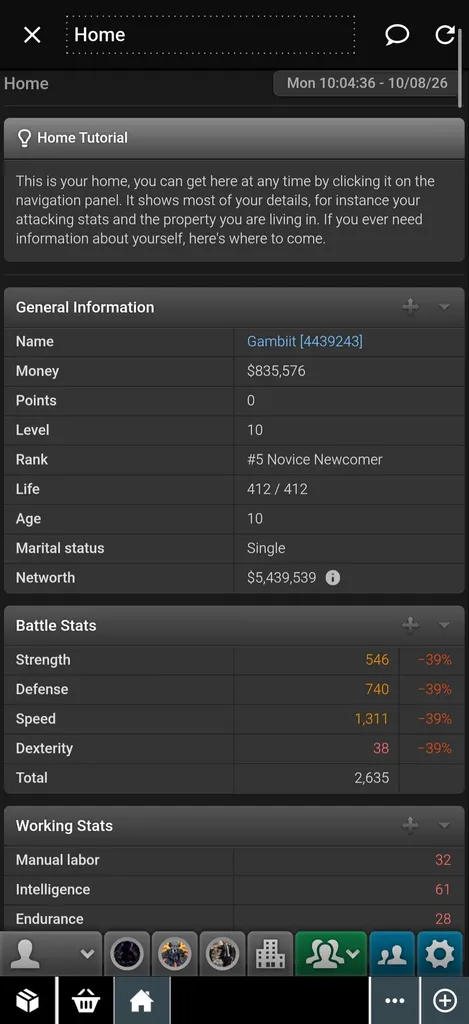 Home
Home
Mon 10:04:36 - 10/08/26
Home Tutorial
This is your home, you can get here at any time by clicking it on the
navigation panel. It shows most of your details, for instance your
attacking stats and the property you are living in. If you ever need
information about yourself, here's where to come.
General Information
Name Gambiit [4439243]
Money $835,576
Points 0
Level 10
Rank #5 Novice Newcomer
Life 412 / 412
Age 10
Marital status Single
Networth $5,439,539
Battle Stats
Strength 546 −39%
Defense 740 −39%
Speed 1,311 −39%
Dexterity 38 −39%
Total 2,635
Working Stats
Manual labor 32
Intelligence 61
Endurance 28